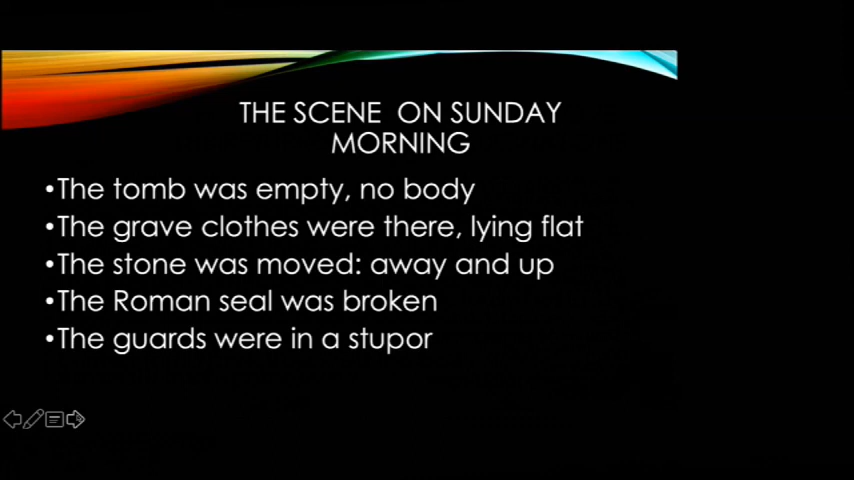 THE SCENE ON SUNDAY
MORNING
•The tomb was empty, no body
•The grave clothes were there, lying flat
•The stone was moved: away and up
•The Roman seal was broken
•The guards were in a stupor